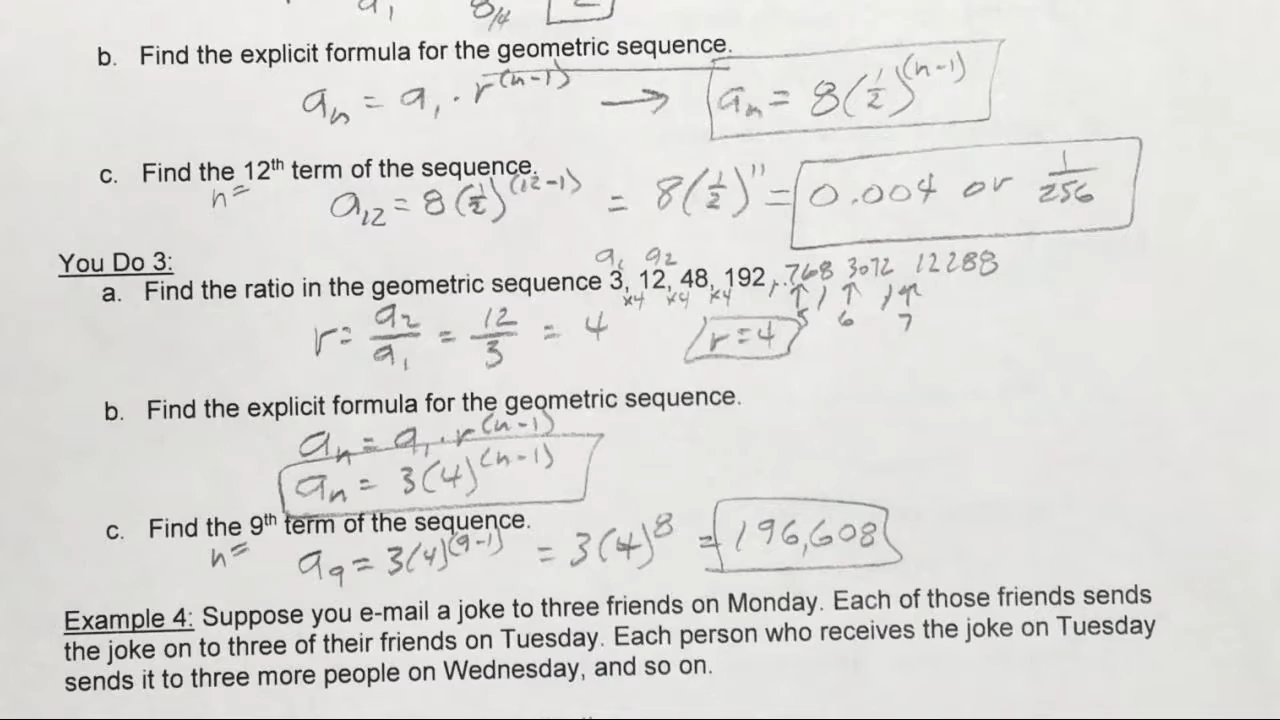 a₁ 8/4
b. Find the explicit formula for the geometric sequence.
aₙ = a₁ · r^(n-1) → aₙ = 8(1/2)^(n-1)
c. Find the 12th term of the sequence.
n= a₁₂ = 8(1/2)^(12-1) = 8(1/2)^11 = 0.004 or 1/256
You Do 3:
a₁ a₂
a. Find the ratio in the geometric sequence 3, 12, 48, 192, .. 768, 3072, 12288
x4 x4 x4 ↑5 ↑6 ↑7
r = a₂/a₁ = 12/3 = 4 r=4
b. Find the explicit formula for the geometric sequence.
aₙ = a₁ · r^(n-1)
aₙ = 3(4)^(n-1)
c. Find the 9th term of the sequence.
n= a₉ = 3(4)^(9-1) = 3(4)^8 = 196,608
Example 4: Suppose you e-mail a joke to three friends on Monday. Each of those friends sends
the joke on to three of their friends on Tuesday. Each person who receives the joke on Tuesday
sends it to three more people on Wednesday, and so on.